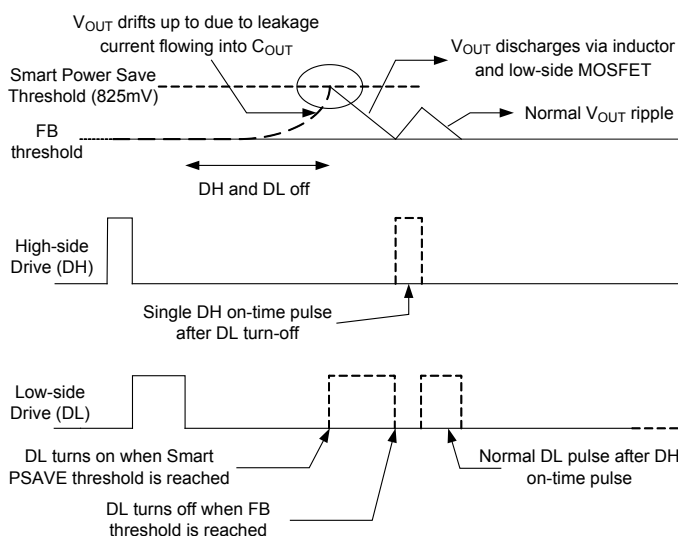 VOUT drifts up to due to leakage
current flowing into COUT
VOUT discharges via inductor
and low-side MOSFET
Smart Power Save
Threshold (825mV)
Normal VOUT ripple
FB
threshold
DH and DL off
High-side
Drive (DH)
Single DH on-time pulse
after DL turn-off
Low-side
Drive (DL)
DL turns on when Smart
PSAVE threshold is reached
Normal DL pulse after DH
on-time pulse
DL turns off when FB
threshold is reached